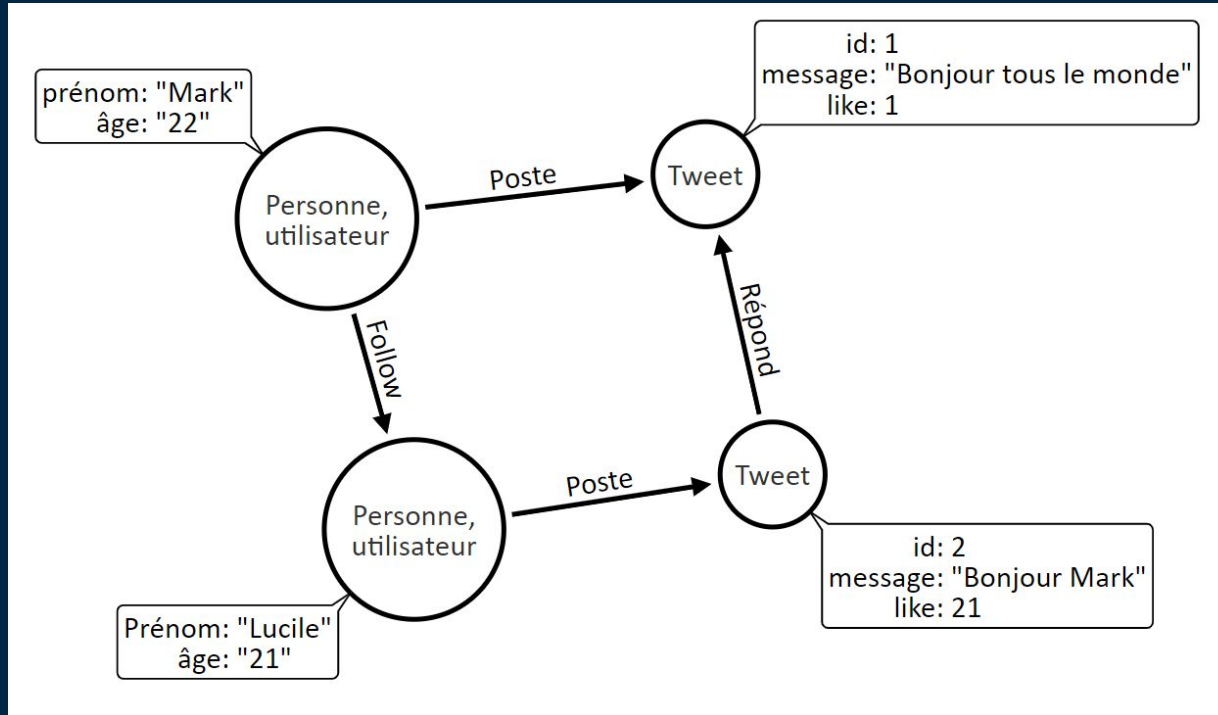 prénom: "Mark"
âge: "22"
id: 1
message: "Bonjour tous le monde"
like: 1
Personne,
utilisateur
Poste
Tweet
Follow
Répond
Personne,
utilisateur
Poste
Tweet
Prénom: "Lucile"
âge: "21"
id: 2
message: "Bonjour Mark"
like: 21